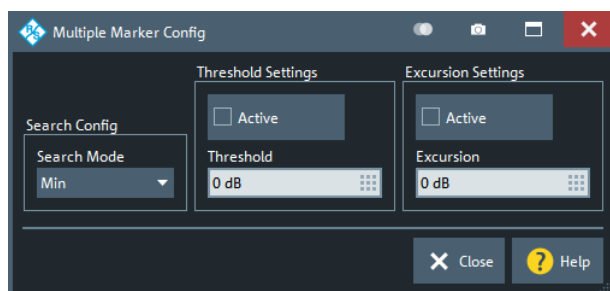 Multiple Marker Config
Threshold Settings
Excursion Settings
Active
Active
Search Config
Search Mode
Threshold
Excursion
Min
0 dB
0 dB
Close
Help